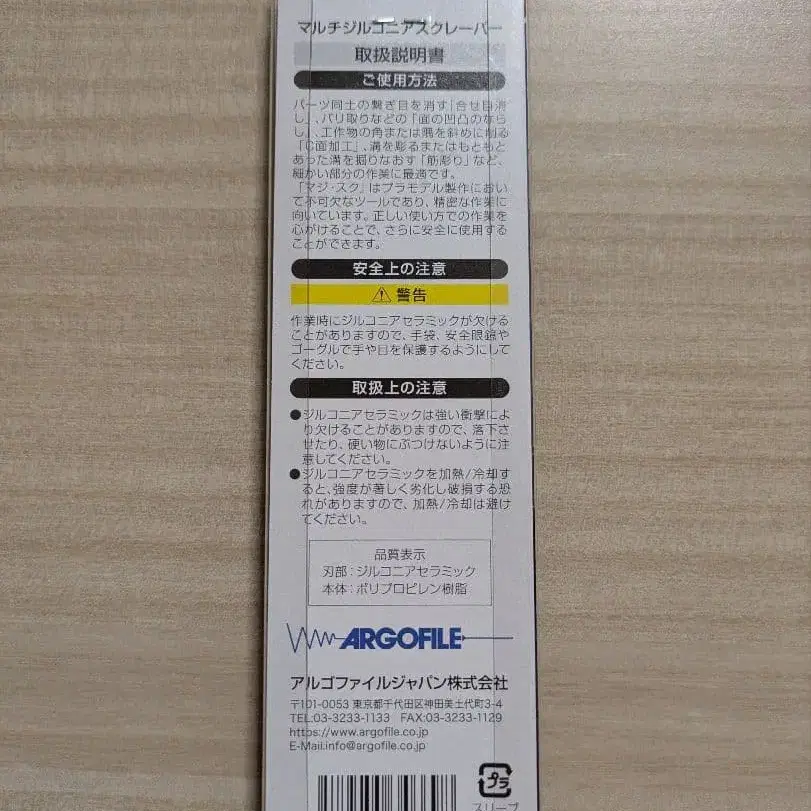 マルチジルコニアスクレーパー
取扱説明書
ご使用方法
パーツ同士の繋ぎ目を消す「合せ目消
し」、バリ取りなどの「面の凹凸のなら
し」、工作物の角または隅を斜めに削る
「C面加工」、溝を彫るまたはもともと
あった溝を掘りなおす「筋彫り」など、
細かい部分の作業に最適です。
「マジ・スク」はプラモデル製作におい
て不可欠なツールであり、精密な作業に
向いています。正しい使い方での作業を
心がけることで、さらに安全に使用する
ことができます。
安全上の注意
⚠ 警告
作業時にジルコニアセラミックが欠ける
ことがありますので、手袋、安全眼鏡や
ゴーグルで手や目を保護するようにして
ください。
取扱上の注意
●ジルコニアセラミックは強い衝撃によ
り欠けることがありますので、落下さ
せたり、硬い物にぶつけないように注
意してください。
●ジルコニアセラミックを加熱/冷却す
ると、強度が著しく劣化し破損する恐
れがありますので、加熱/冷却は避け
てください。
品質表示
刃部：ジルコニアセラミック
本体：ポリプロピレン樹脂
ARGOFILE
アルゴファイルジャパン株式会社
〒101-0053 東京都千代田区神田美土代町3-4
TEL:03-3233-1133 FAX:03-3233-1129
https://www.argofile.co.jp
E-Mail:info@argofile.co.jp
プラ
スリーブ